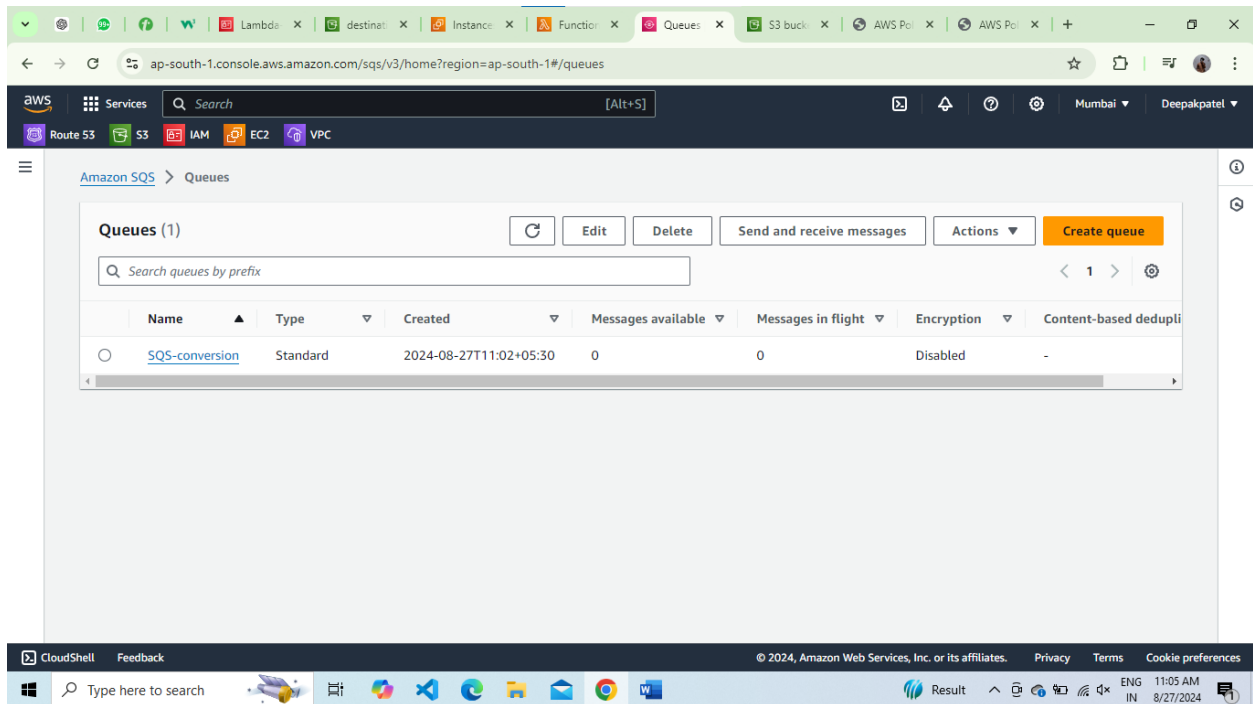 99+ Lambda destinat Instance Function Queues S3 buck AWS Pol AWS Pol
ap-south-1.console.aws.amazon.com/sqs/v3/home?region=ap-south-1#/queues
aws Services Search [Alt+S] Mumbai Deepakpatel
Route 53 S3 IAM EC2 VPC
Amazon SQS > Queues
Queues (1) Edit Delete Send and receive messages Actions Create queue
Search queues by prefix 1
Name Type Created Messages available Messages in flight Encryption Content-based dedupli
SQS-conversion Standard 2024-08-27T11:02+05:30 0 0 Disabled -
CloudShell Feedback © 2024, Amazon Web Services, Inc. or its affiliates. Privacy Terms Cookie preferences
Type here to search Result ENG 11:05 AM
IN 8/27/2024 1